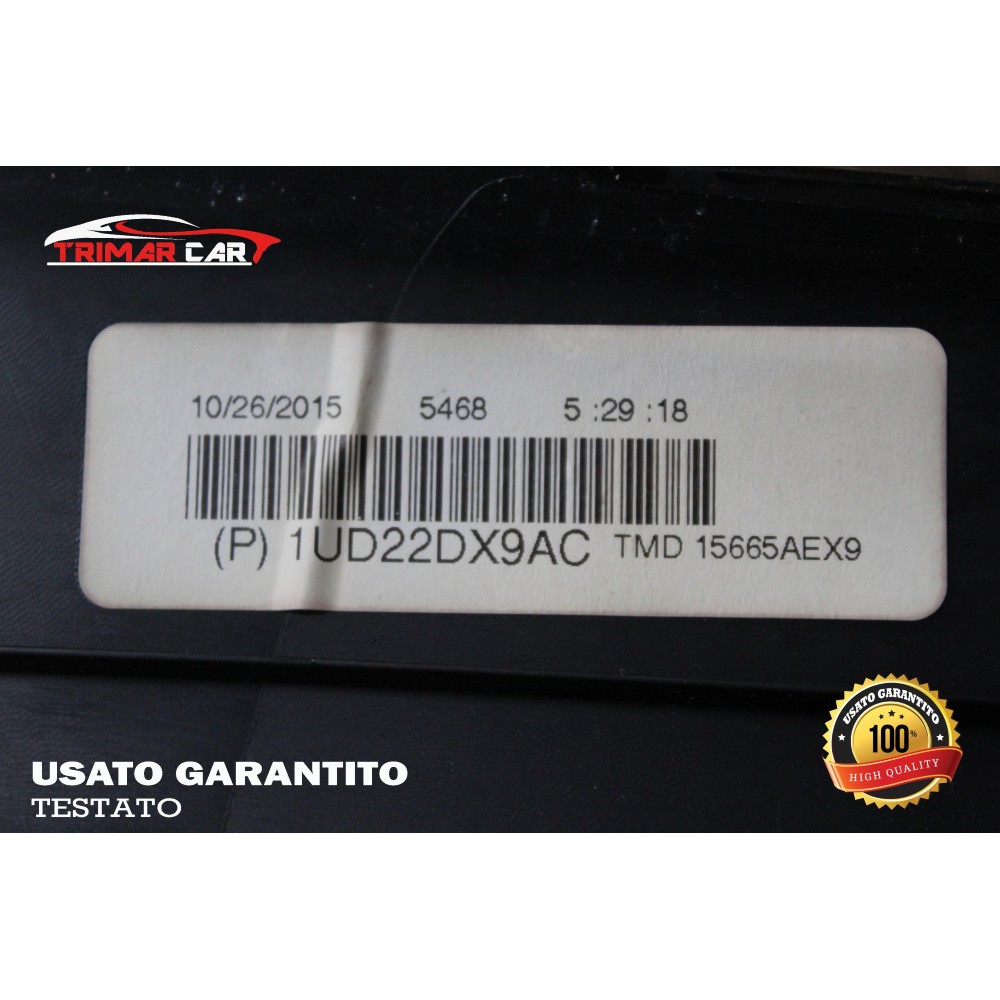 TRIMAR CAR
10/26/2015 5468 5 :29 :18
(P) 1UD22DX9AC TMD 15665AEX9
USATO GARANTITO
TESTATO
USATO GARANTITO
100%
HIGH QUALITY